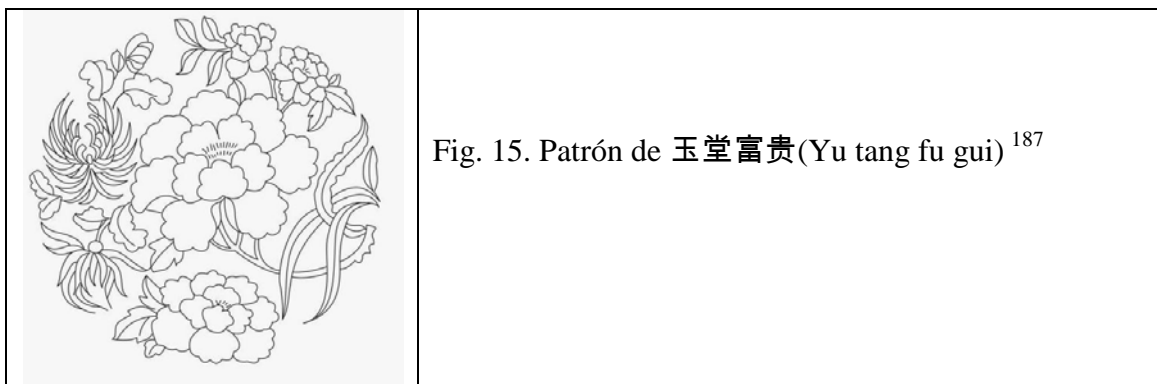 Fig. 15. Patrón de 玉堂富贵(Yu tang fu gui) 187